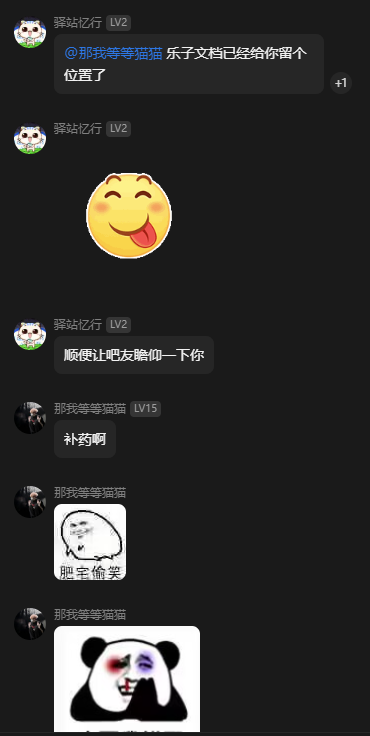 驿站忆行 LV2
@那我等等猫猫 乐子文档已经给你留个
位置了
+1
驿站忆行 LV2
驿站忆行 LV2
顺便让吧友瞻仰一下你
那我等等猫猫 LV15
补药啊
那我等等猫猫
肥宅偷笑
那我等等猫猫